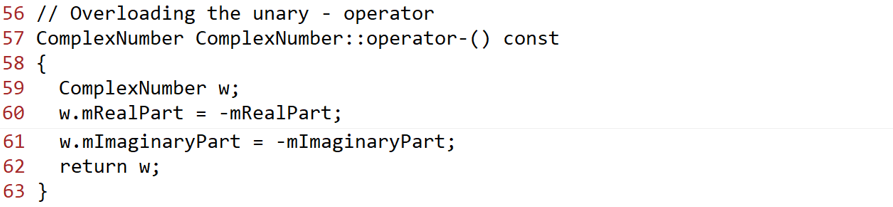 56 // Overloading the unary - operator
57 ComplexNumber ComplexNumber::operator-() const
58 {
59   ComplexNumber w;
60   w.mRealPart = -mRealPart;
61   w.mImaginaryPart = -mImaginaryPart;
62   return w;
63 }